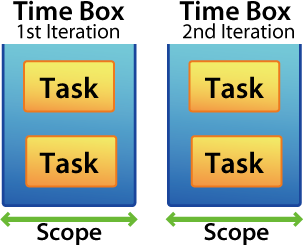 Time Box
1st Iteration
Task
Task
Scope
Time Box
2nd Iteration
Task
Task
Scope